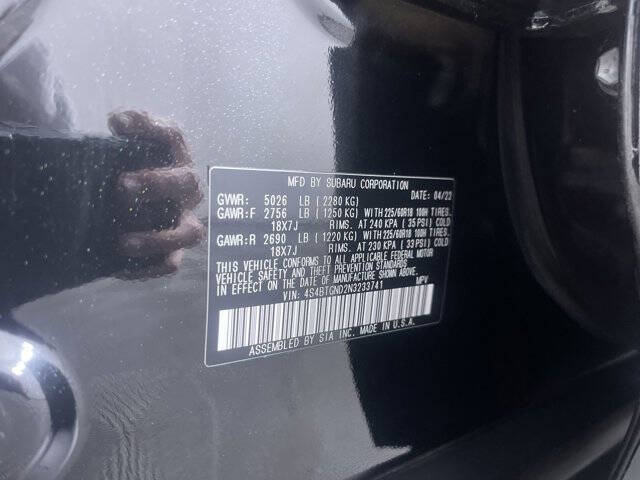 MFD BY SUBARU CORPORATION
DATE: 04/22
GVWR: 5026 LB (2280 KG)
GAWR:F 2756 LB (1250 KG) WITH 225/60R18 100H TIRES.
18X7J RIMS. AT 240 KPA (35 PSI) COLD
GAWR:R 2690 LB (1220 KG) WITH 225/60R18 100H TIRES.
18X7J RIMS. AT 230 KPA (33 PSI) COLD
THIS VEHICLE CONFORMS TO ALL APPLICABLE FEDERAL MOTOR
VEHICLE SAFETY AND THEFT PREVENTION STANDARDS
IN EFFECT ON THE DATE OF MANUFACTURE SHOWN ABOVE.
VIN: 4S4BTGND2N3233741 MPV
ASSEMBLED BY SIA INC. MADE IN U.S.A.